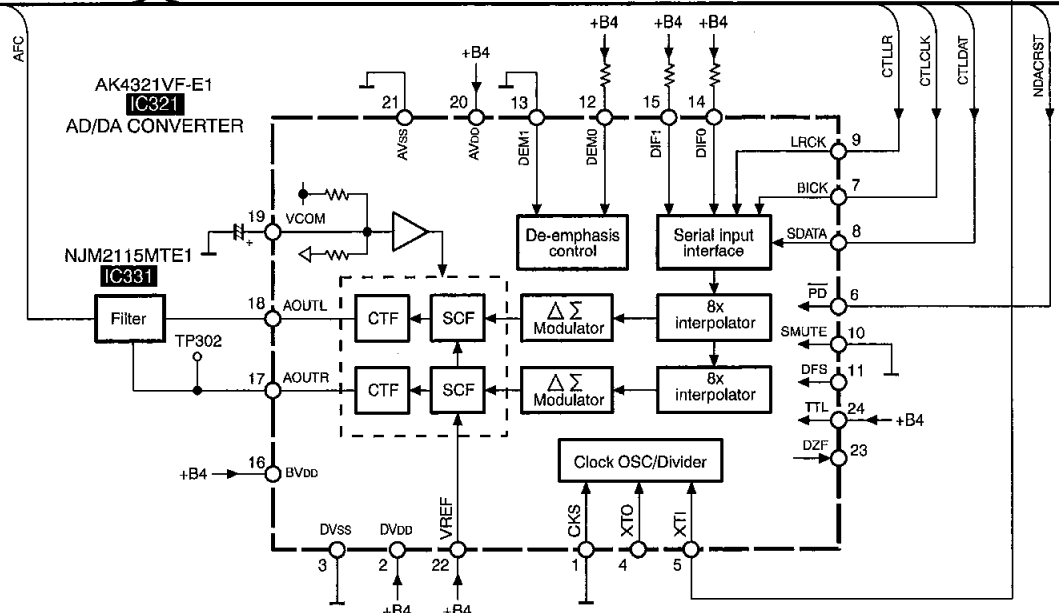 AFC
+B4
+B4
+B4
+B4
CTLLR
CTLCLK
CTLDAT
NDACRST
AK4321VF-E1
IC321
AD/DA CONVERTER
21
20
13
12
15
14
AVSS
AVDD
DEM1
DEM0
DIF1
DIF0
LRCK
9
BICK
7
SDATA
8
19
VCOM
+
De-emphasis
control
Serial input
interface
NJM2115MTE1
IC331
Filter
TP302
18
AOUTL
CTF
SCF
Δ Σ
Modulator
8x
interpolator
PD
6
SMUTE
10
17
AOUTR
CTF
SCF
Δ Σ
Modulator
8x
interpolator
DFS
11
TTL
24
+B4
DZF
23
+B4
16
BVDD
Clock OSC/Divider
DVSS
DVDD
VREF
CKS
XTO
XTI
3
2
22
1
4
5
+B4
+B4